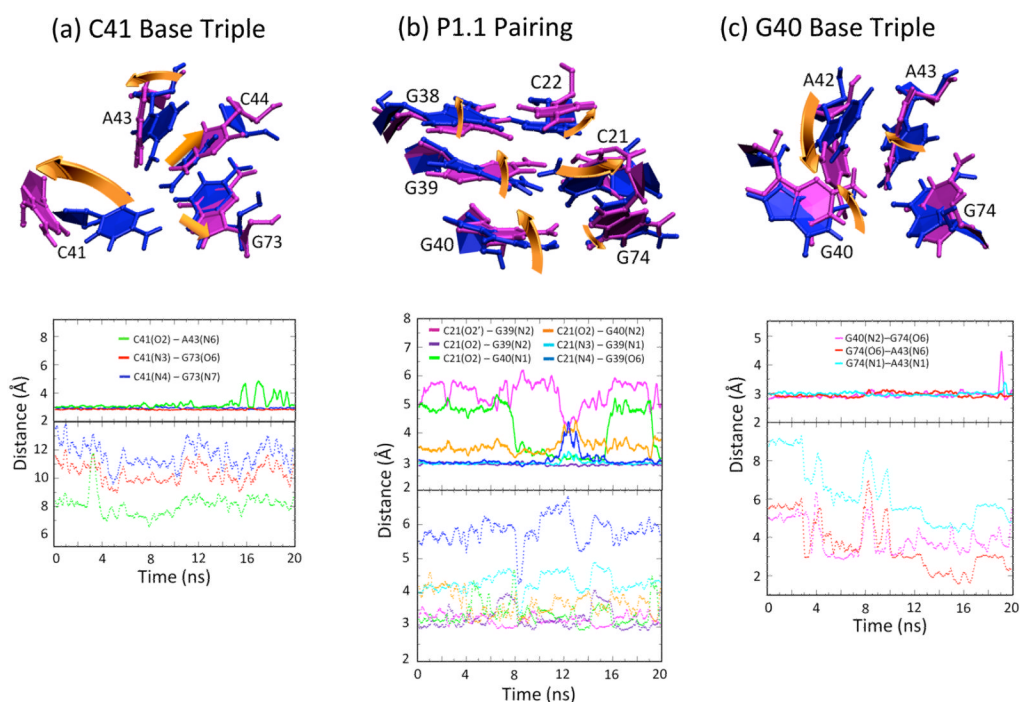 (a) C41 Base Triple
(b) P1.1 Pairing
(c) G40 Base Triple
A43
C44
C41
G73
G38
C22
C21
G39
G40
G74
A42
A43
G74
G40
C41(O2) – A43(N6)
C41(N3) – G73(O6)
C41(N4) – G73(N7)
Distance (Å)
8
6
4
2
12
10
8
6
0 4 8 12 16 20
Time (ns)
C21(O2') – G39(N2)
C21(O2) – G39(N2)
C21(O2) – G40(N1)
C21(O2) – G40(N2)
C21(N3) – G39(N1)
C21(N4) – G39(O6)
Distance (Å)
8
7
6
5
4
3
2
6
5
4
3
2
0 4 8 12 16 20
Time (ns)
G40(N2)–G74(O6)
G74(O6)–A43(N6)
G74(N1)–A43(N1)
Distance (Å)
5
4
3
2
8
6
4
2
0 4 8 12 16 20
Time (ns)